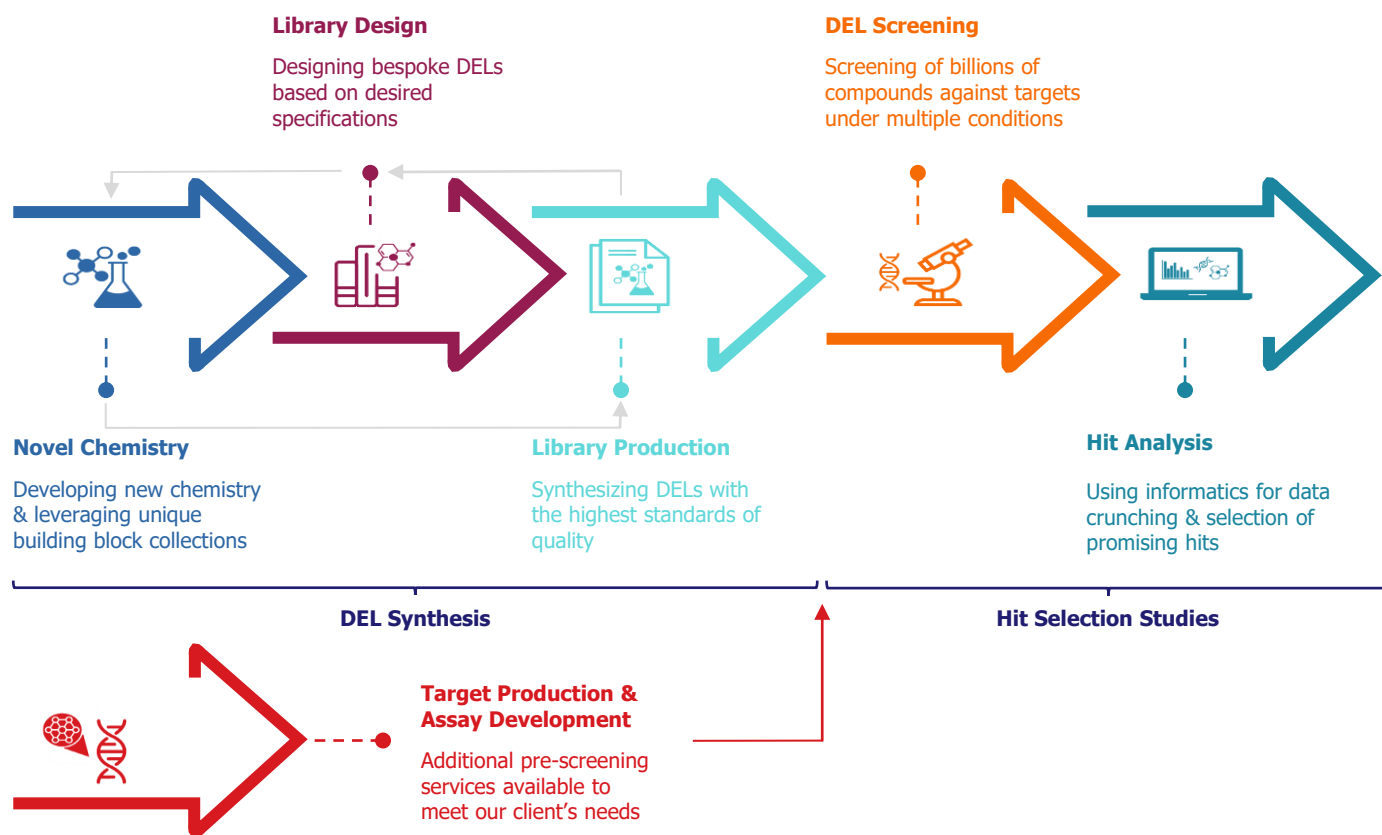 Library Design
Designing bespoke DELs
based on desired
specifications
DEL Screening
Screening of billions of
compounds against targets
under multiple conditions
Novel Chemistry
Developing new chemistry
& leveraging unique
building block collections
Library Production
Synthesizing DELs with
the highest standards of
quality
Hit Analysis
Using informatics for data
crunching & selection of
promising hits
DEL Synthesis
Hit Selection Studies
Target Production &
Assay Development
Additional pre-screening
services available to
meet our client’s needs